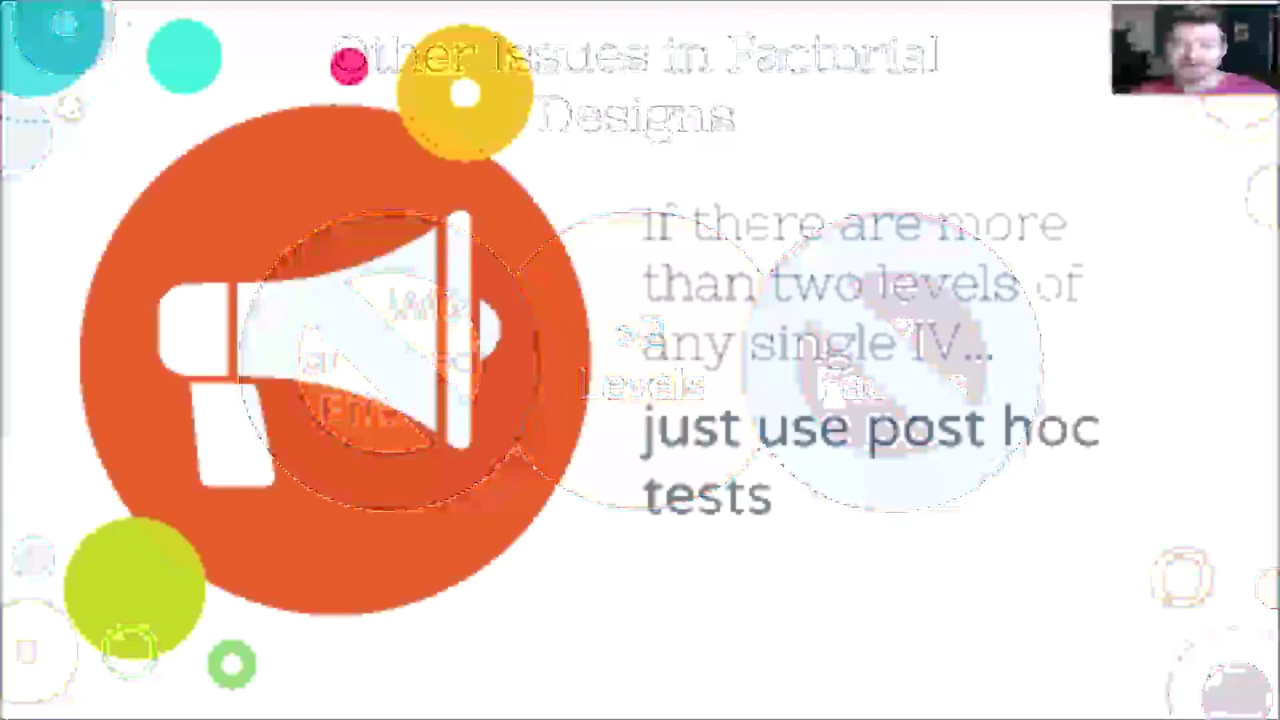 Other Issues in Factorial
Designs
If there are more
than two levels of
any single IV...
just use post hoc
tests
Levels